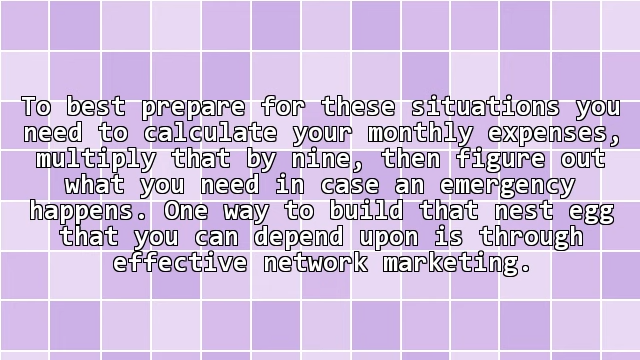 To best prepare for these situations you
need to calculate your monthly expenses,
multiply that by nine, then figure out
what you need in case an emergency
happens. One way to build that nest egg
that you can depend upon is through
effective network marketing.